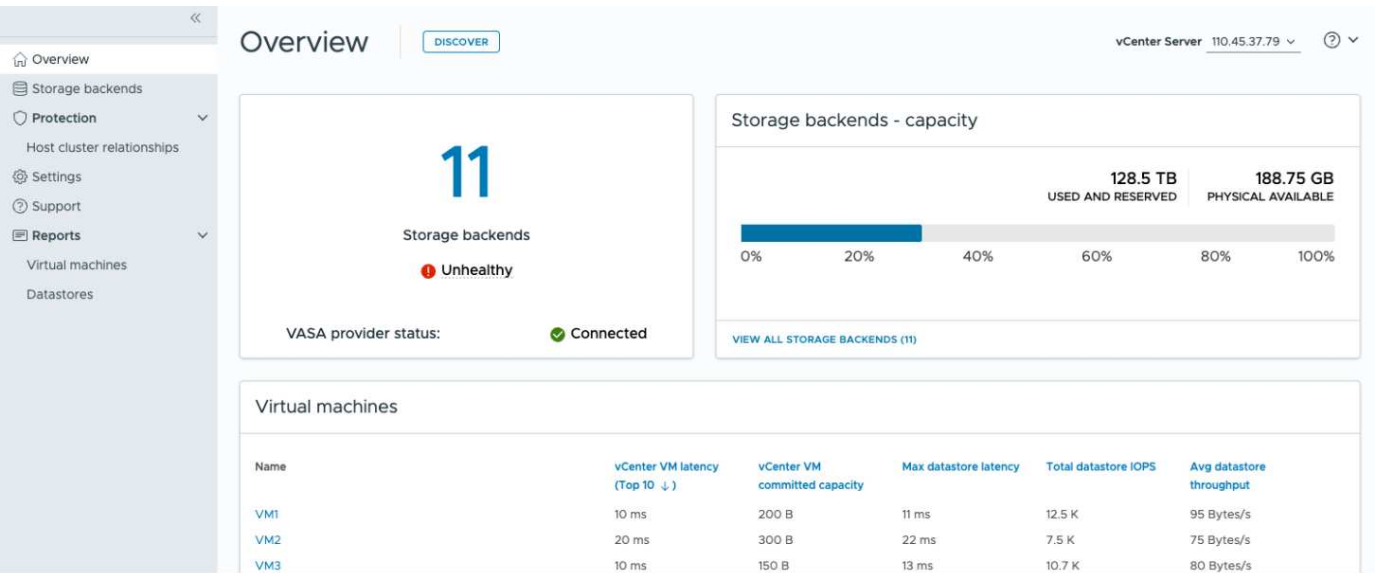 Overview
Storage backends
Protection
Host cluster relationships
Settings
Support
Reports
Virtual machines
Datastores
Overview
DISCOVER
vCenter Server 110.45.37.79
11
Storage backends
Unhealthy
VASA provider status: Connected
Storage backends - capacity
128.5 TB 188.75 GB
USED AND RESERVED PHYSICAL AVAILABLE
0% 20% 40% 60% 80% 100%
VIEW ALL STORAGE BACKENDS (11)
Virtual machines
Name vCenter VM latency vCenter VM Max datastore latency Total datastore IOPS Avg datastore
(Top 10 ↓ ) committed capacity throughput
VM1 10 ms 200 B 11 ms 12.5 K 95 Bytes/s
VM2 20 ms 300 B 22 ms 7.5 K 75 Bytes/s
VM3 10 ms 150 B 13 ms 10.7 K 80 Bytes/s